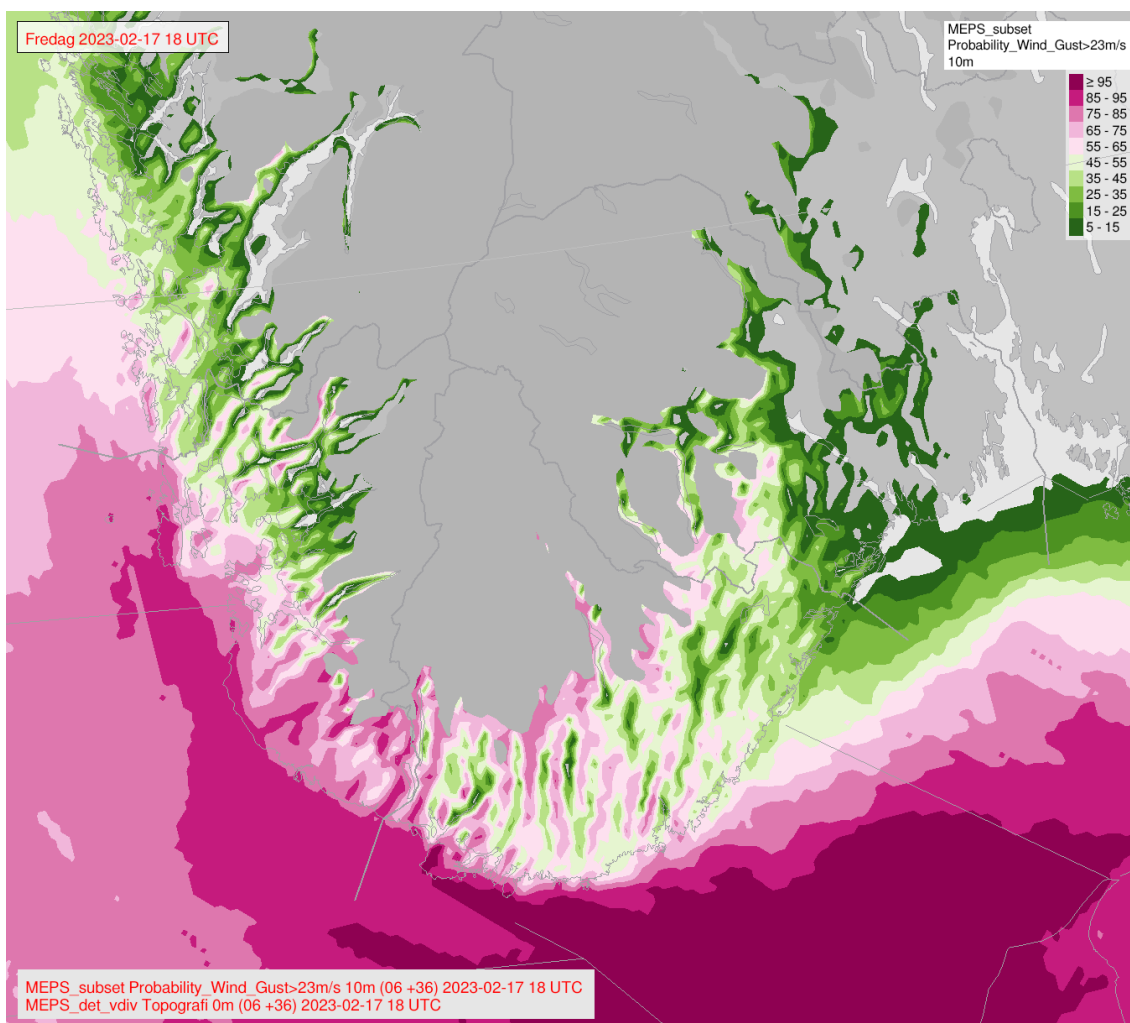 Fredag 2023-02-17 18 UTC
MEPS_subset
Probability_Wind_Gust>23m/s
10m
≥ 95
85 - 95
75 - 85
65 - 75
55 - 65
45 - 55
35 - 45
25 - 35
15 - 25
5 - 15
MEPS_subset Probability_Wind_Gust>23m/s 10m (06 +36) 2023-02-17 18 UTC
MEPS_det_vdiv Topografi 0m (06 +36) 2023-02-17 18 UTC